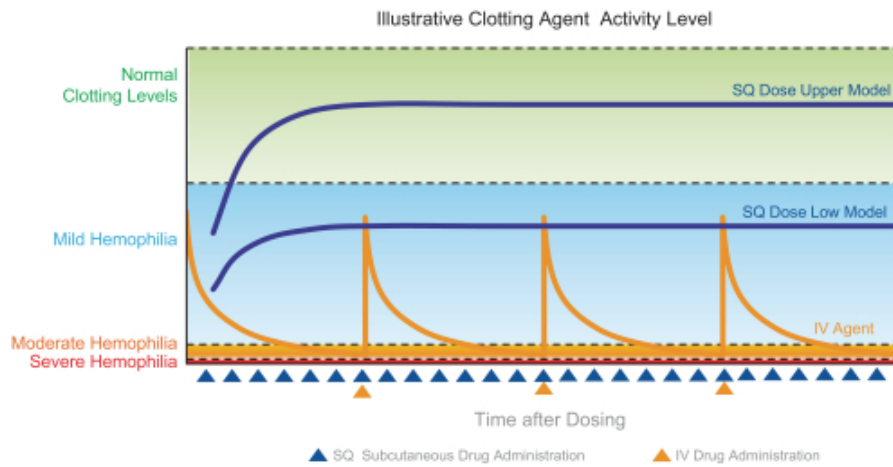 Illustrative Clotting Agent Activity Level
Normal
Clotting Levels
SQ Dose Upper Model
SQ Dose Low Model
Mild Hemophilia
IV Agent
Moderate Hemophilia
Severe Hemophilia
Time after Dosing
SQ Subcutaneous Drug Administration
IV Drug Administration